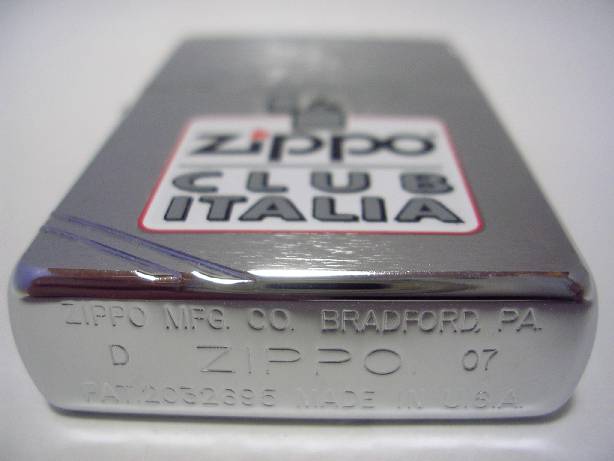 Zippo
CLUB
ITALIA
ZIPPO MFG. CO. BRADFORD, PA.
D ZIPPO 07
PAT. 2032695 MADE IN U.S.A.